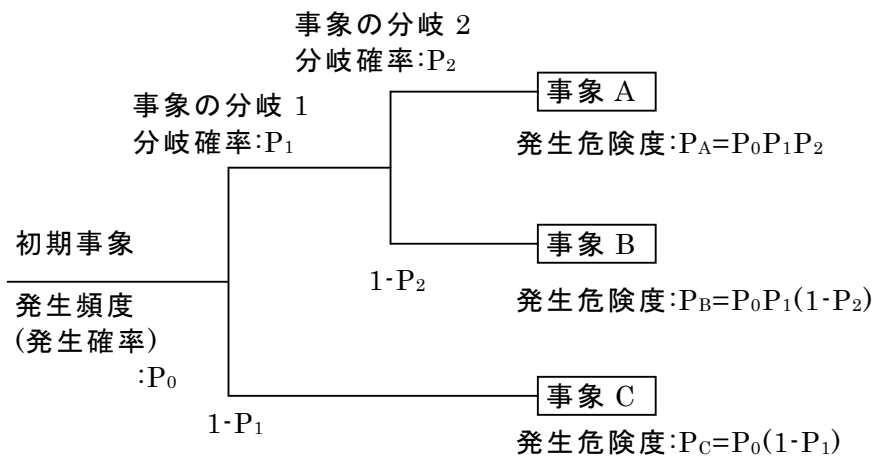 事象の分岐 2
分岐確率:P₂
事象の分岐 1
分岐確率:P₁
事象 A
発生危険度:P_A=P₀P₁P₂
初期事象
発生頻度
(発生確率)
:P₀
事象 B
1-P₂
発生危険度:P_B=P₀P₁(1-P₂)
事象 C
1-P₁
発生危険度:P_C=P₀(1-P₁)